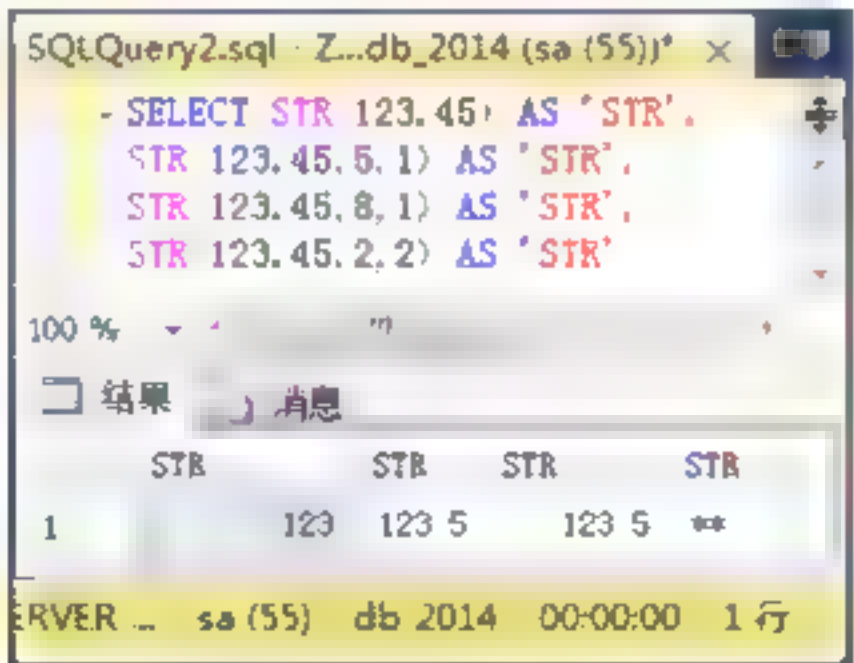 SQLQuery2.sql - Z...db_2014 (sa (55))* ×
SELECT STR(123.45) AS 'STR',
STR(123.45,5,1) AS 'STR',
STR(123.45,8,1) AS 'STR',
STR(123.45,2,2) AS 'STR'
100 %
结果 消息
STR STR STR STR
1 123 123.5 123.5 **
ERVER ... sa (55) db_2014 00:00:00 1 行